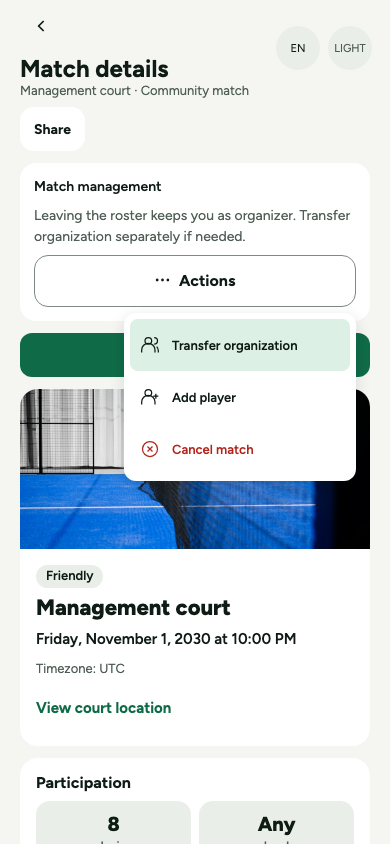 EN
LIGHT
Match details
Management court · Community match
Share
Match management
Leaving the roster keeps you as organizer. Transfer
organization separately if needed.
··· Actions
Transfer organization
Add player
Cancel match
Friendly
Management court
Friday, November 1, 2030 at 10:00 PM
Timezone: UTC
View court location
Participation
8
Any